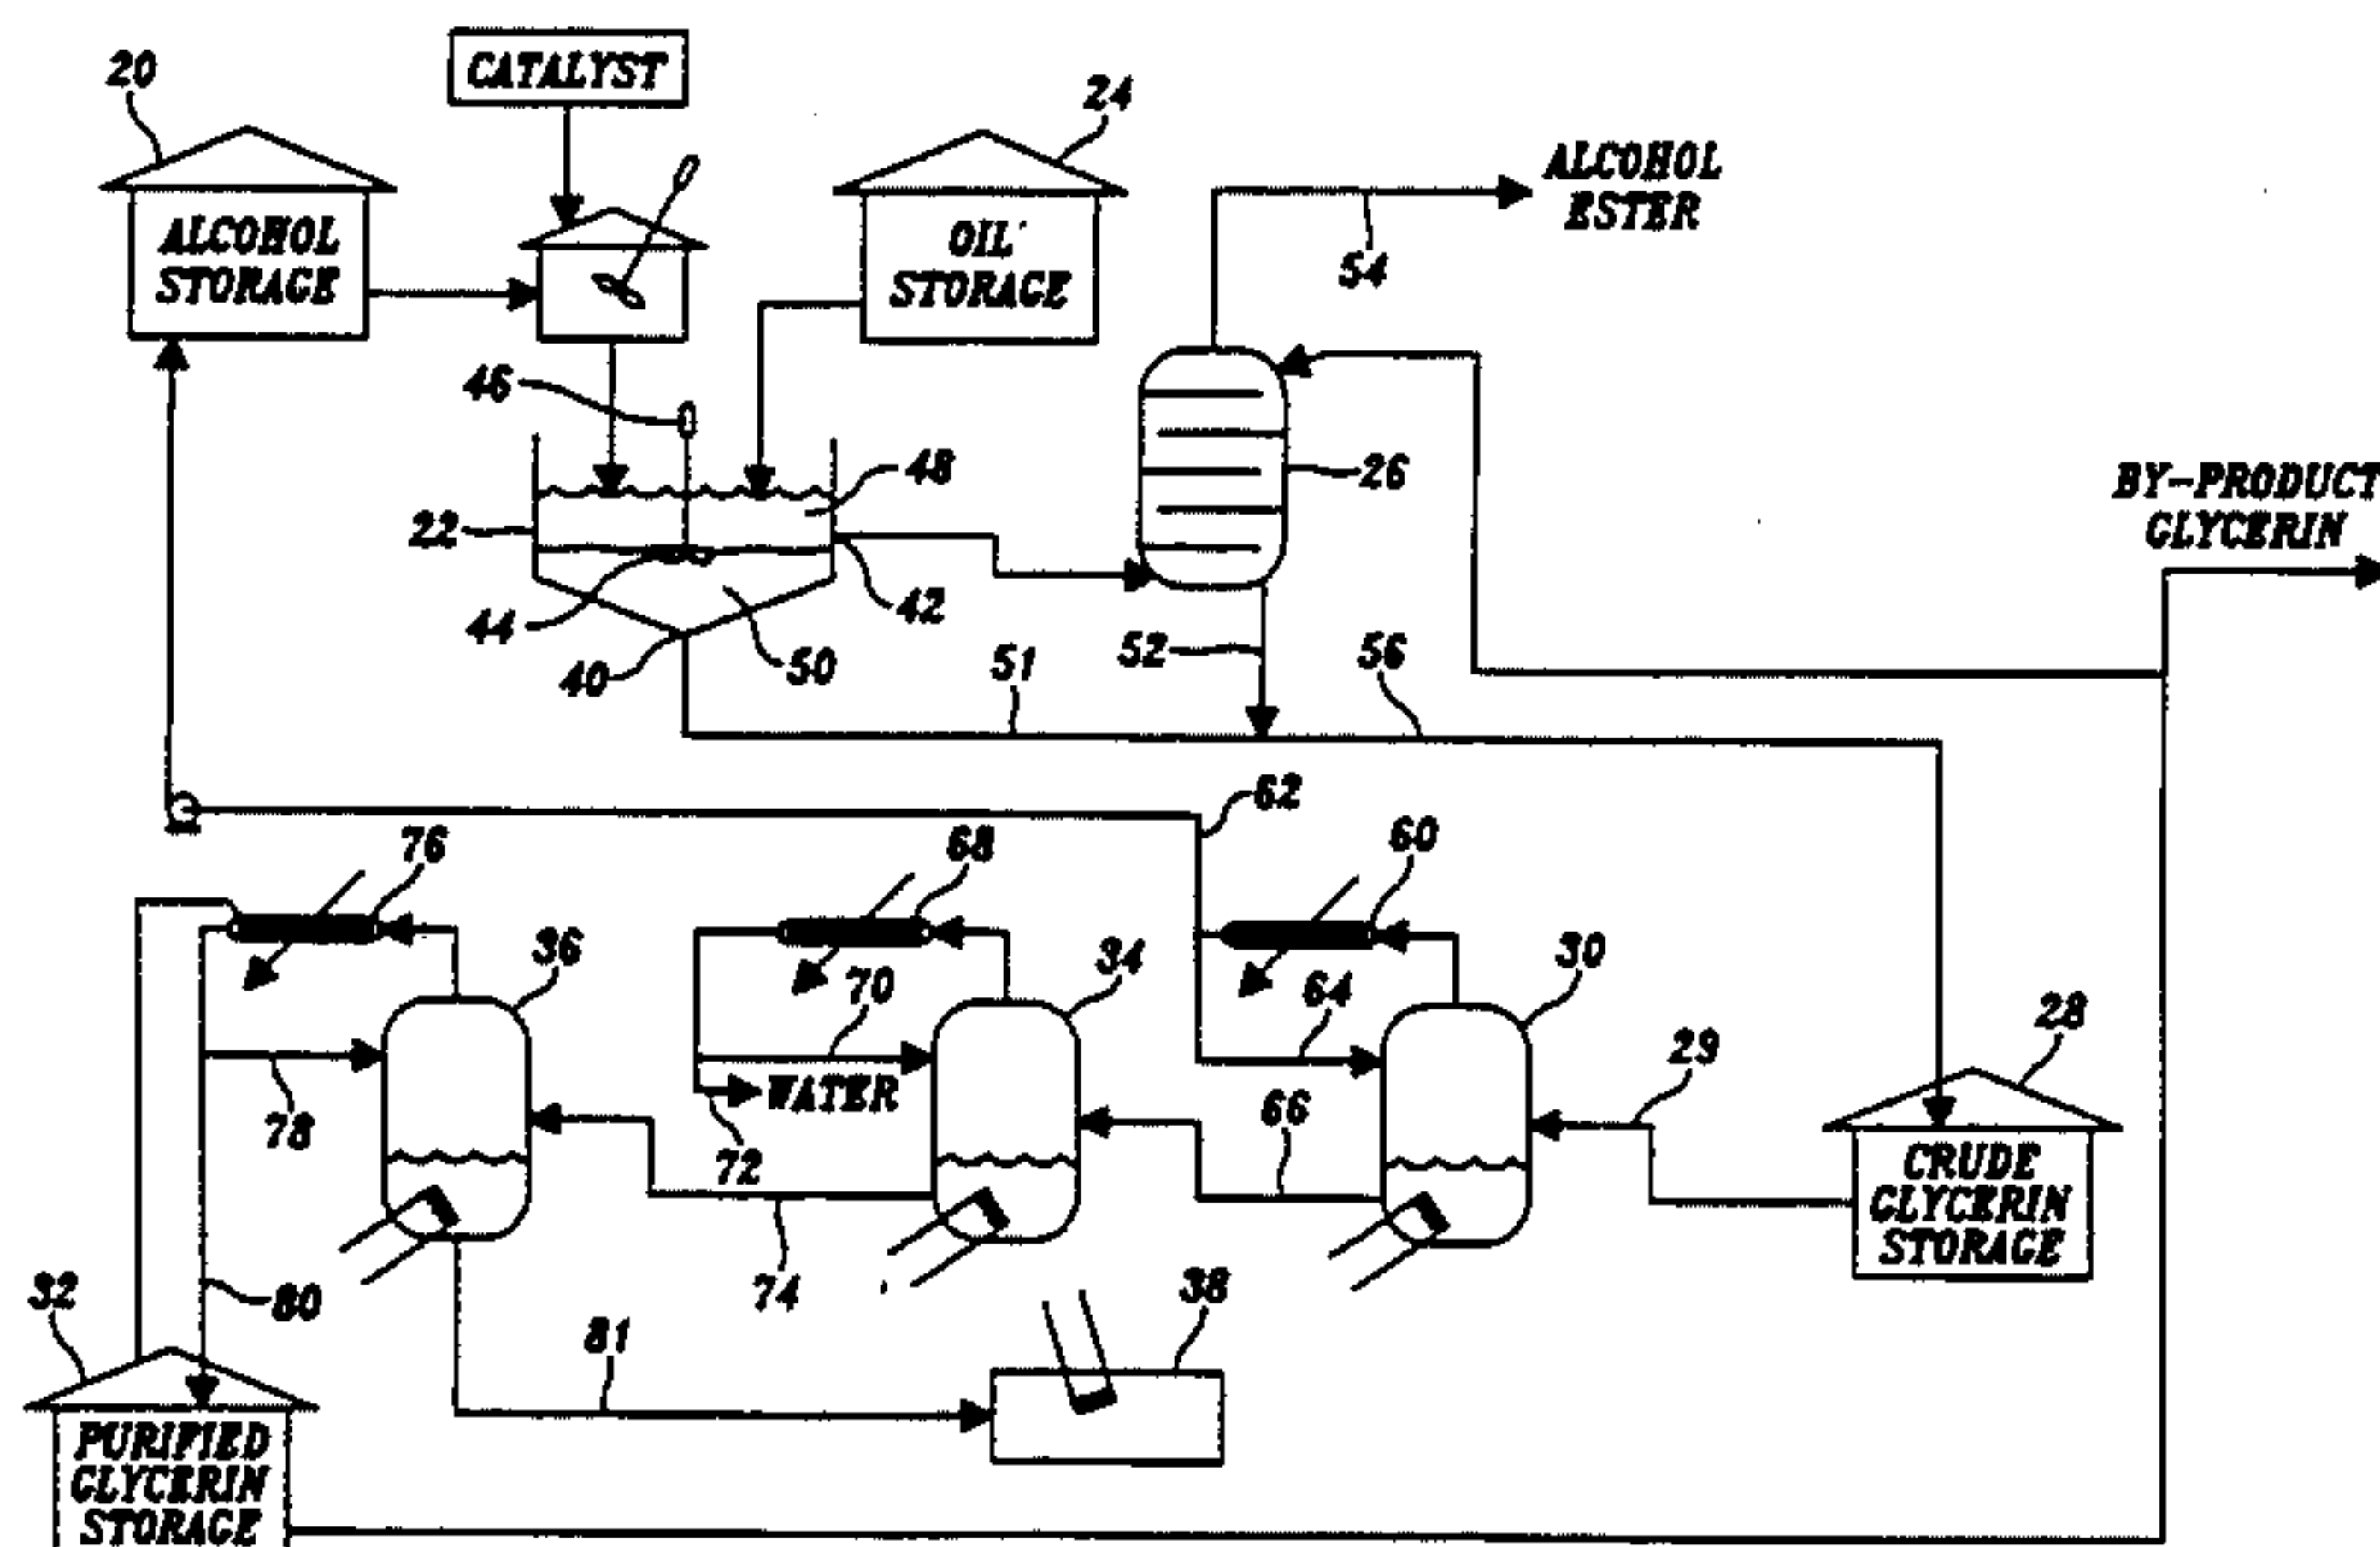 20
CATALYST
24
ALCOHOL
STORAGE
OIL
STORAGE
ALCOHOL
ESTER
54
46
48
26
22
BY-PRODUCT
GLYCERIN
44
42
40
50
51
52
56
62
76
68
60
36
34
30
70
64
28
29
78
WATER
72
66
CRUDE
GLYCERIN
STORAGE
32
80
74
38
81
PURIFIED
GLYCERIN
STORAGE